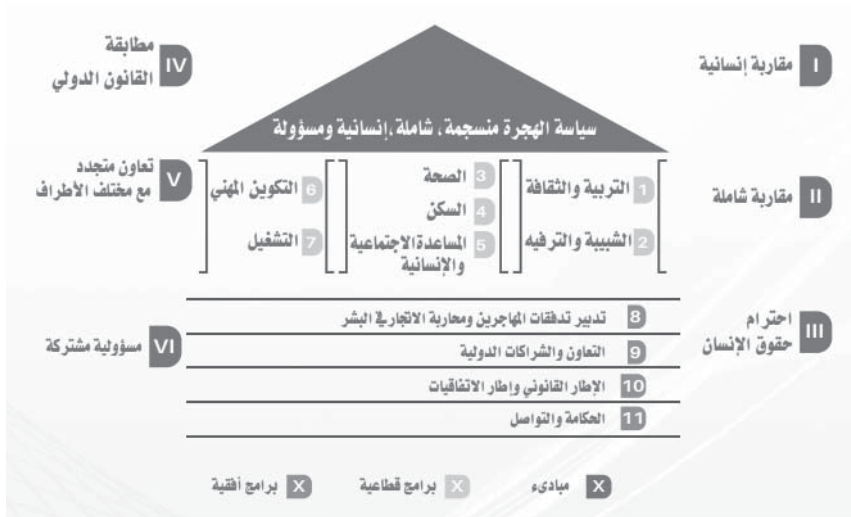 I مقاربة إنسانية
II مقاربة شاملة
III احترام
حقوق الإنسان
IV مطابقة
القانون الدولي
V تعاون متجدد
مع مختلف الأطراف
VI مسؤولية مشتركة
سياسة الهجرة منسجمة، شاملة،إنسانية ومسؤولة
1 التربية والثقافة
2 الشبيبة والترفيه
3 الصحة
4 السكن
5 المساعدة الاجتماعية
والإنسانية
6 التكوين المهني
7 التشغيل
8 تدبير تدفقات المهاجرين ومحاربة الاتجار في البشر
9 التعاون والشراكات الدولية
10 الإطار القانوني وإطار الاتفاقيات
11 الحكامة والتواصل
X مبادىء
X برامج قطاعية
X برامج أفقية